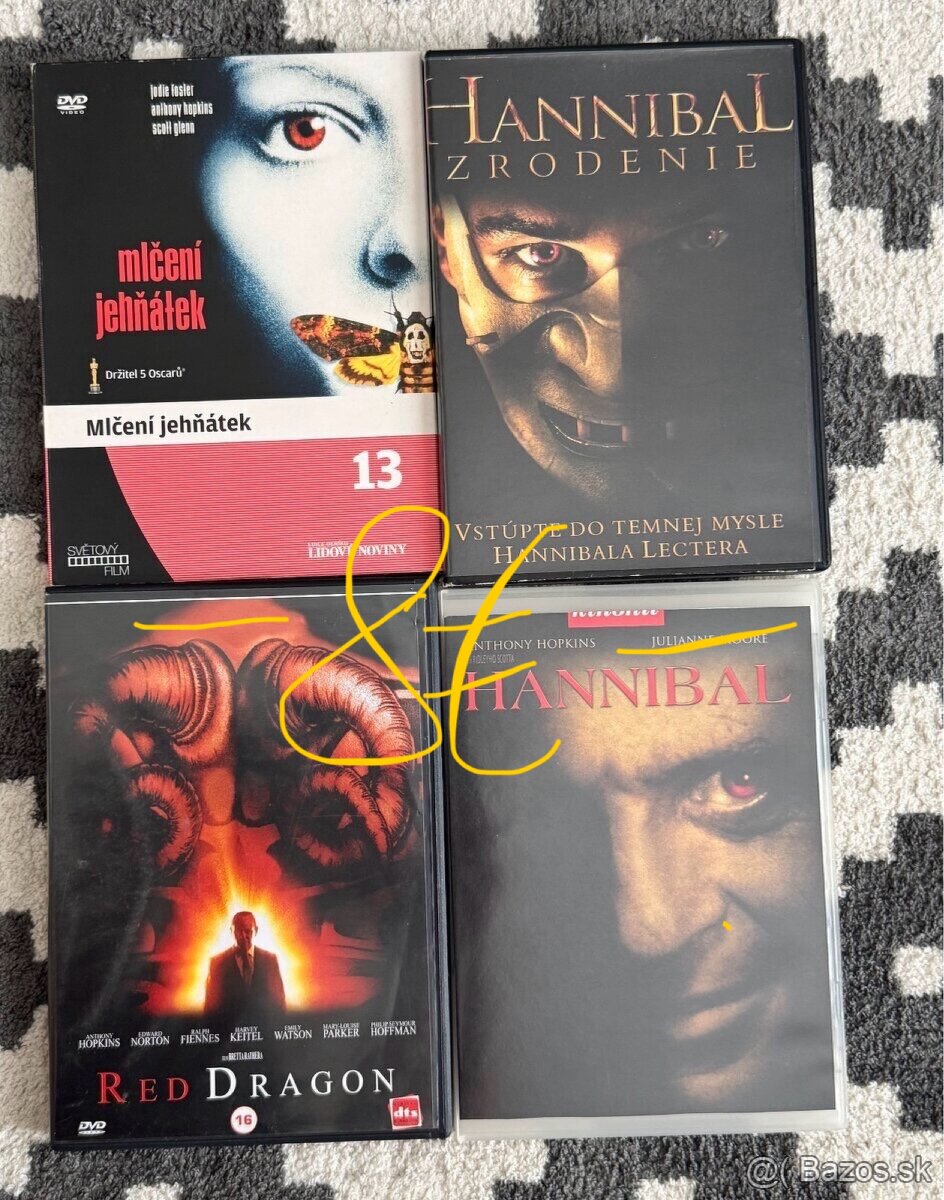 DVD
VIDEO
jodie foster
anthony hopkins
scott glenn
mlčení
jehňátek
Držitel 5 Oscarů®
Mlčení jehňátek
13
SVĚTOVÝ
FILM
LIDOVÉ NOVINY
HANNIBAL
ZRODENIE
VSTÚPTE DO TEMNEJ MYSLE
HANNIBALA LECTERA
- 8€ -
ANTHONY HOPKINS
EDWARD NORTON
RALPH FIENNES
HARVEY KEITEL
EMILY WATSON
MARY-LOUISE PARKER
PHILIP SEYMOUR HOFFMAN
RED DRAGON
DVD
16
dts
ANTHONY HOPKINS
JULIANNE MOORE
HANNIBAL
@ Bazos.sk